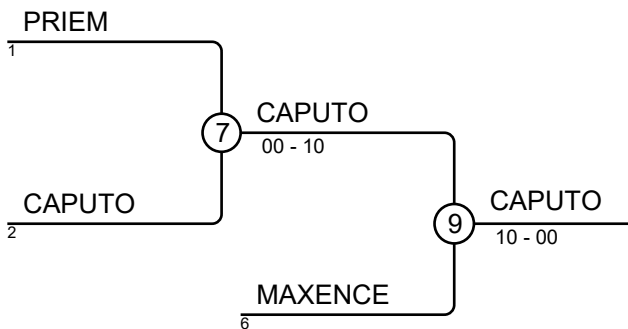 PRIEM
1
7
CAPUTO
00 - 10
CAPUTO
2
9
CAPUTO
10 - 00
MAXENCE
6